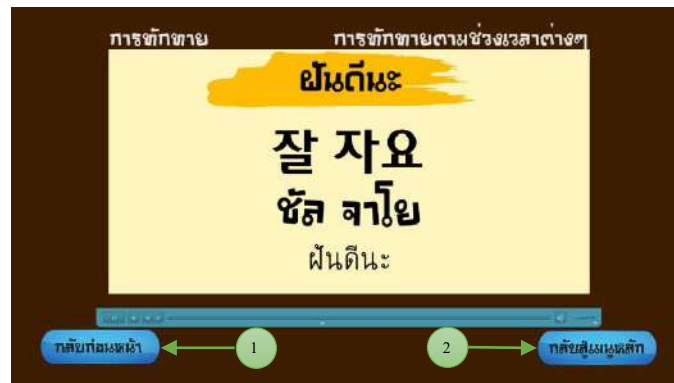 การทักทาย
การทักทายตามช่วงเวลาต่างๆ
ฝันดีนะ
잘 자요
ชัล จาโย
ฝันดีนะ
กลับก่อนหน้า
1
2
กลับสู่เมนูหลัก